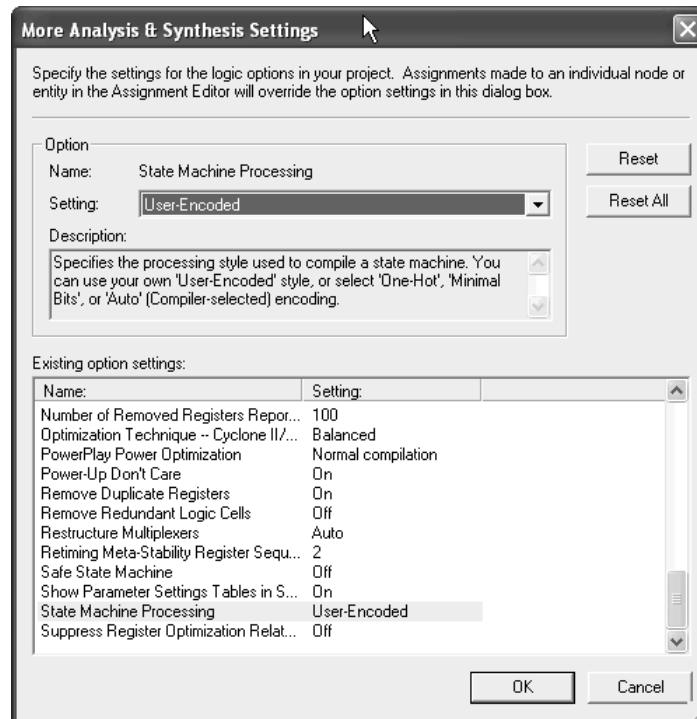 More Analysis & Synthesis Settings
Specify the settings for the logic options in your project. Assignments made to an individual node or
entity in the Assignment Editor will override the option settings in this dialog box.
Option
Name: State Machine Processing
Reset
Setting: User-Encoded
Reset All
Description:
Specifies the processing style used to compile a state machine. You
can use your own 'User-Encoded' style, or select 'One-Hot', 'Minimal
Bits', or 'Auto' (Compiler-selected) encoding.
Existing option settings:
Name: Setting:
Number of Removed Registers Repor... 100
Optimization Technique -- Cyclone II/... Balanced
PowerPlay Power Optimization Normal compilation
Power-Up Don't Care On
Remove Duplicate Registers On
Remove Redundant Logic Cells Off
Restructure Multiplexers Auto
Retiming Meta-Stability Register Sequ... 2
Safe State Machine Off
Show Parameter Settings Tables in S... On
State Machine Processing User-Encoded
Suppress Register Optimization Relat... Off
OK Cancel